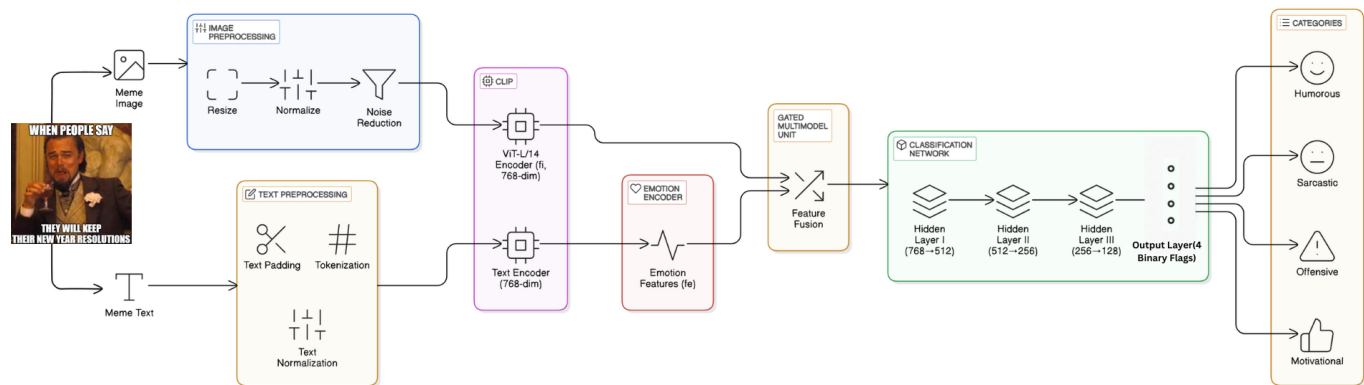 IMAGE
PREPROCESSING
Resize
Normalize
Noise
Reduction
Meme
Image
WHEN PEOPLE SAY
THEY WILL KEEP
THEIR NEW YEAR RESOLUTIONS
Meme Text
TEXT PREPROCESSING
Text Padding
Tokenization
Text
Normalization
CLIP
ViT-L/14
Encoder (fi,
768-dim)
Text Encoder
(768-dim)
EMOTION
ENCODER
Emotion
Features (fe)
GATED
MULTIMODEL
UNIT
Feature
Fusion
CLASSIFICATION
NETWORK
Hidden
Layer I
(768→512)
Hidden
Layer II
(512→256)
Hidden
Layer III
(256→128)
Output Layer(4
Binary Flags)
CATEGORIES
Humorous
Sarcastic
Offensive
Motivational